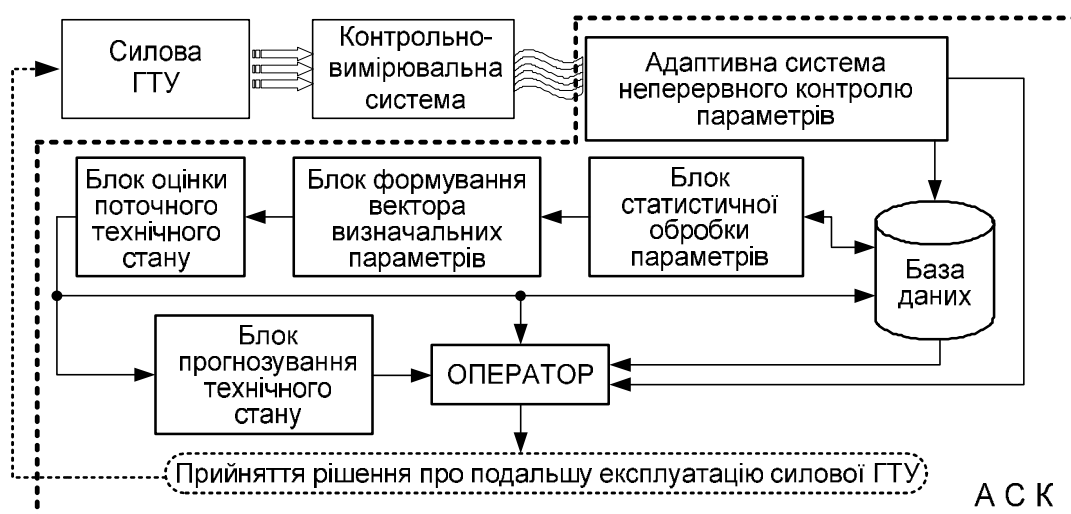 Силова
ГТУ
Контрольно-
вимірювальна
система
Адаптивна система
неперервного контролю
параметрів
Блок оцінки
поточного
технічного
стану
Блок формування
вектора
визначальних
параметрів
Блок
статистичної
обробки
параметрів
База
даних
Блок
прогнозування
технічного
стану
ОПЕРАТОР
Прийняття рішення про подальшу експлуатацію силової ГТУ
А С К